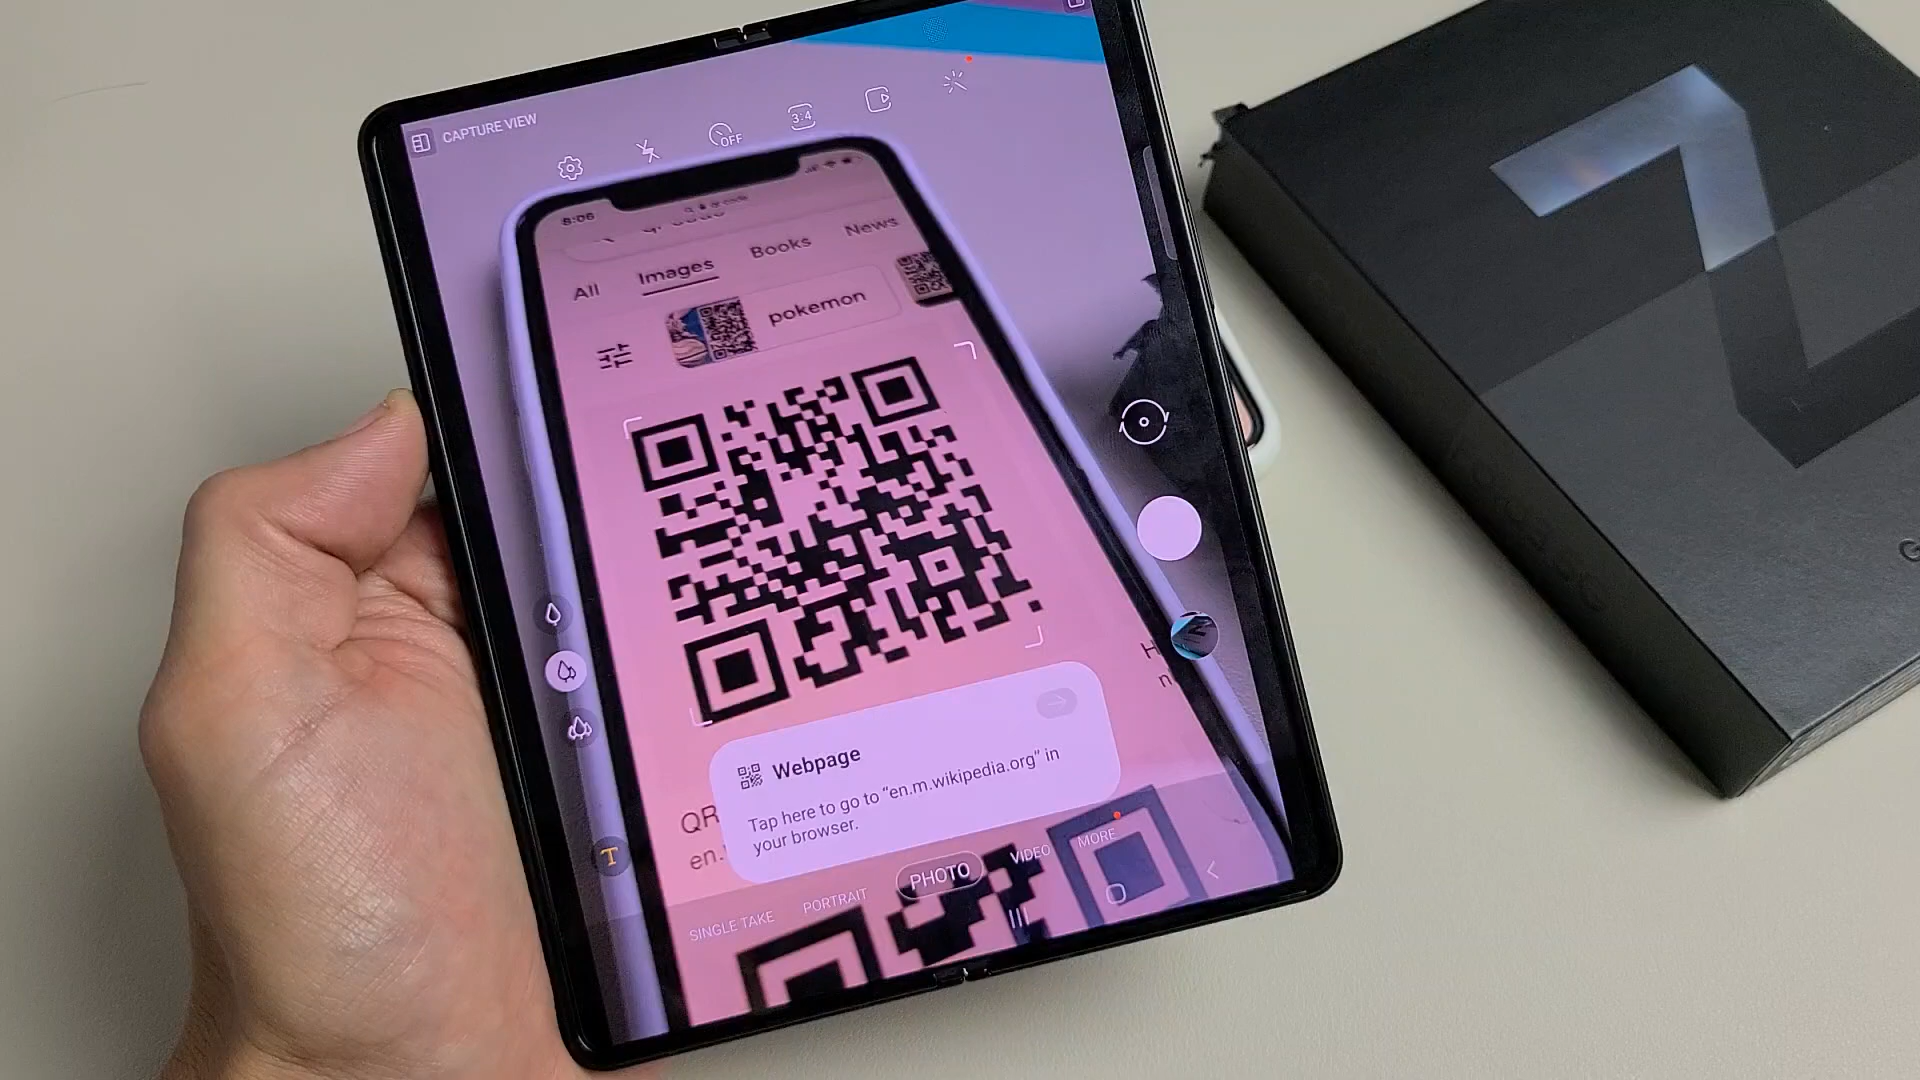 CAPTURE VIEW
OFF
3:4
8:06
All
Images
Books
News
pokemon
Webpage
Tap here to go to "en.m.wikipedia.org" in
your browser.
QR
en.
H
n
T
SINGLE TAKE
PORTRAIT
PHOTO
VIDEO
MORE
Z
G